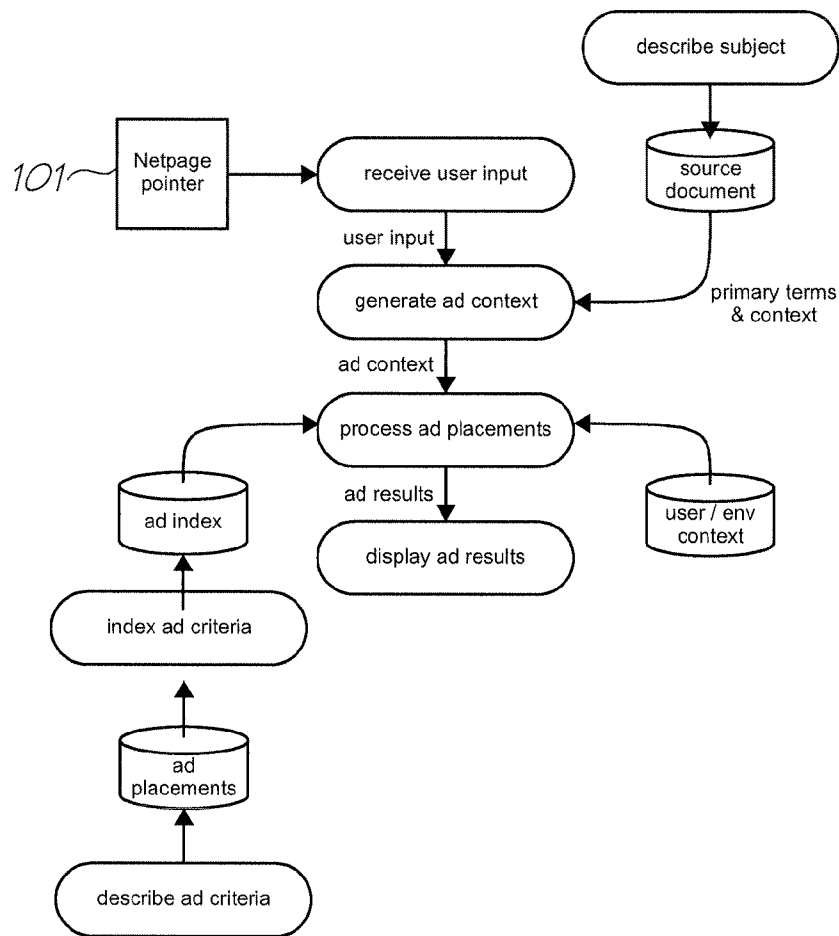 describe subject
101
Netpage
pointer
receive user input
source
document
user input
generate ad context
primary terms
& context
ad context
process ad placements
ad index
ad results
user / env
context
display ad results
index ad criteria
ad
placements
describe ad criteria